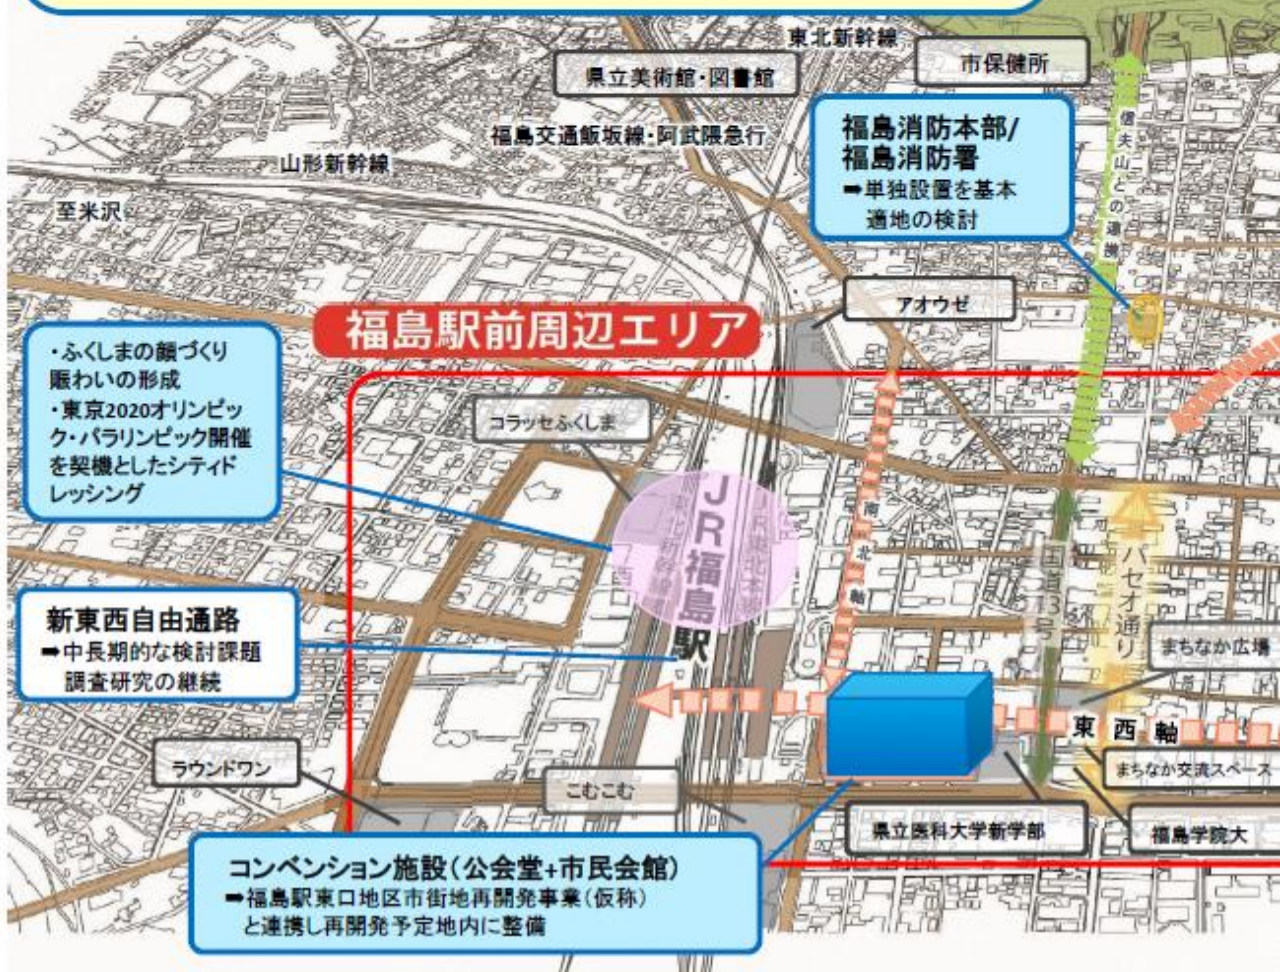 東北新幹線
県立美術館・図書館
市保健所
福島交通飯坂線・阿武隈急行
山形新幹線
至米沢
福島消防本部/
福島消防署
➡単独設置を基本
適地の検討
信夫山との連携
アオウゼ
福島駅前周辺エリア
・ふくしまの顔づくり
賑わいの形成
・東京2020オリンピッ
ク・パラリンピック開催
を契機としたシティド
レッシング
コラッセふくしま
JR福島駅
東北新幹線
JR東北本線
南北軸
国道13号
パセオ通り
新東西自由通路
➡中長期的な検討課題
調査研究の継続
まちなか広場
東西軸
まちなか交流スペース
ラウンドワン
こむこむ
県立医科大学新学部
福島学院大
コンベンション施設(公会堂+市民会館)
➡福島駅東口地区市街地再開発事業(仮称)
と連携し再開発予定地内に整備